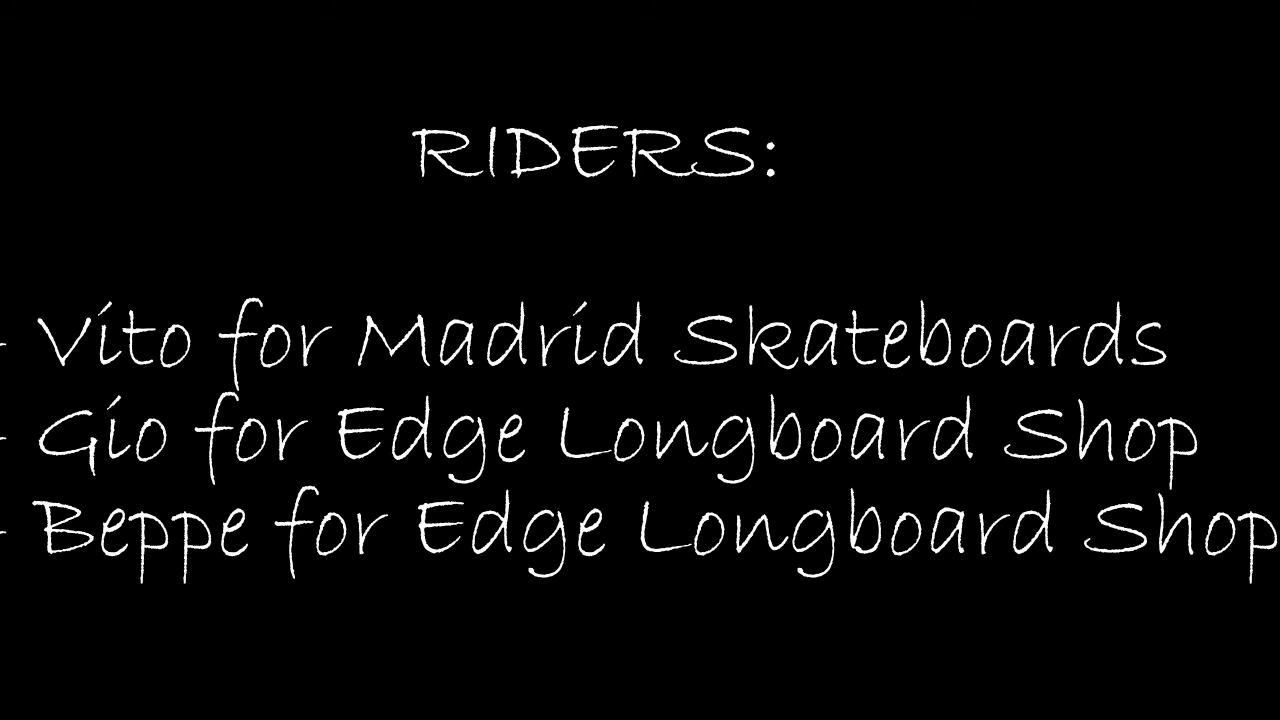 RIDERS:
- Vito for Madrid Skateboards
- Gio for Edge Longboard Shop
- Beppe for Edge Longboard Shop